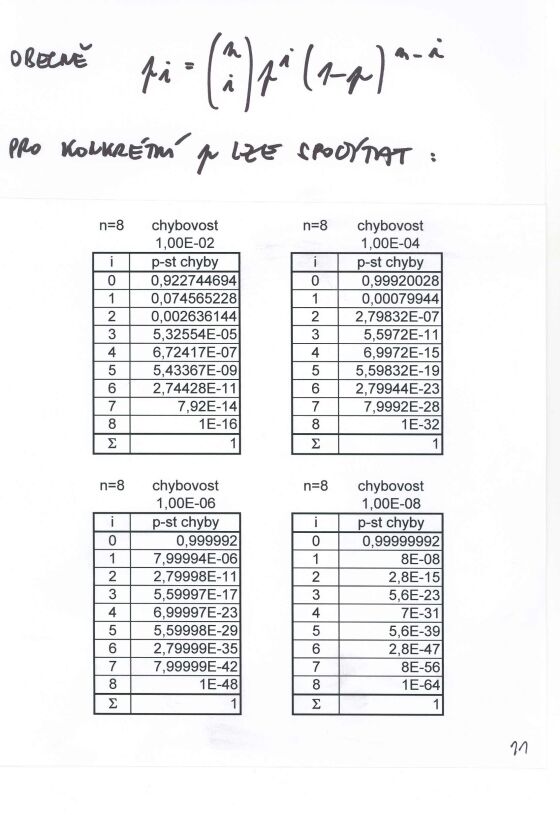 OBECNĚ p_i = (n i) p^i (1-p)^{n-i}
PRO KONKRÉTNÍ p LZE SPOČÍTAT :
n=8 chybovost
1,00E-02
i p-st chyby
0 0,922744694
1 0,074565228
2 0,002636144
3 5,32554E-05
4 6,72417E-07
5 5,43367E-09
6 2,74428E-11
7 7,92E-14
8 1E-16
Σ 1
n=8 chybovost
1,00E-04
i p-st chyby
0 0,99920028
1 0,00079944
2 2,79832E-07
3 5,5972E-11
4 6,9972E-15
5 5,59832E-19
6 2,79944E-23
7 7,9992E-28
8 1E-32
Σ 1
n=8 chybovost
1,00E-06
i p-st chyby
0 0,999992
1 7,99994E-06
2 2,79998E-11
3 5,59997E-17
4 6,99997E-23
5 5,59998E-29
6 2,79999E-35
7 7,99999E-42
8 1E-48
Σ 1
n=8 chybovost
1,00E-08
i p-st chyby
0 0,99999992
1 8E-08
2 2,8E-15
3 5,6E-23
4 7E-31
5 5,6E-39
6 2,8E-47
7 8E-56
8 1E-64
Σ 1
11